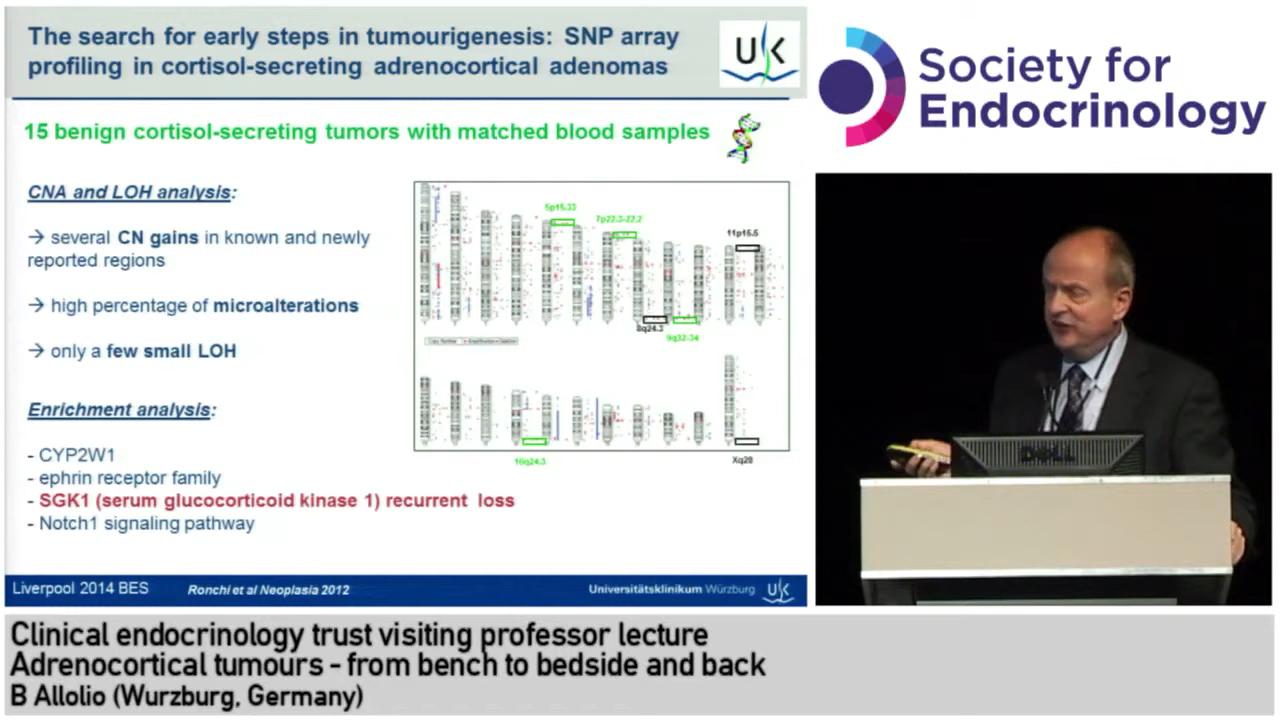 The search for early steps in tumourigenesis: SNP array
profiling in cortisol-secreting adrenocortical adenomas
UK
15 benign cortisol-secreting tumors with matched blood samples
CNA and LOH analysis:
→ several CN gains in known and newly
reported regions
→ high percentage of microalterations
→ only a few small LOH
Enrichment analysis:
- CYP2W1
- ephrin receptor family
- SGK1 (serum glucocorticoid kinase 1) recurrent loss
- Notch1 signaling pathway
5p15.33
7p22.3-22.2
11p15.5
8q24.3
9q32-34
16q24.3
Xq28
Liverpool 2014 BES
Ronchi et al Neoplasia 2012
Universitätsklinikum Würzburg
UK
Society for
Endocrinology
DELL
Clinical endocrinology trust visiting professor lecture
Adrenocortical tumours - from bench to bedside and back
B Allolio (Wurzburg, Germany)